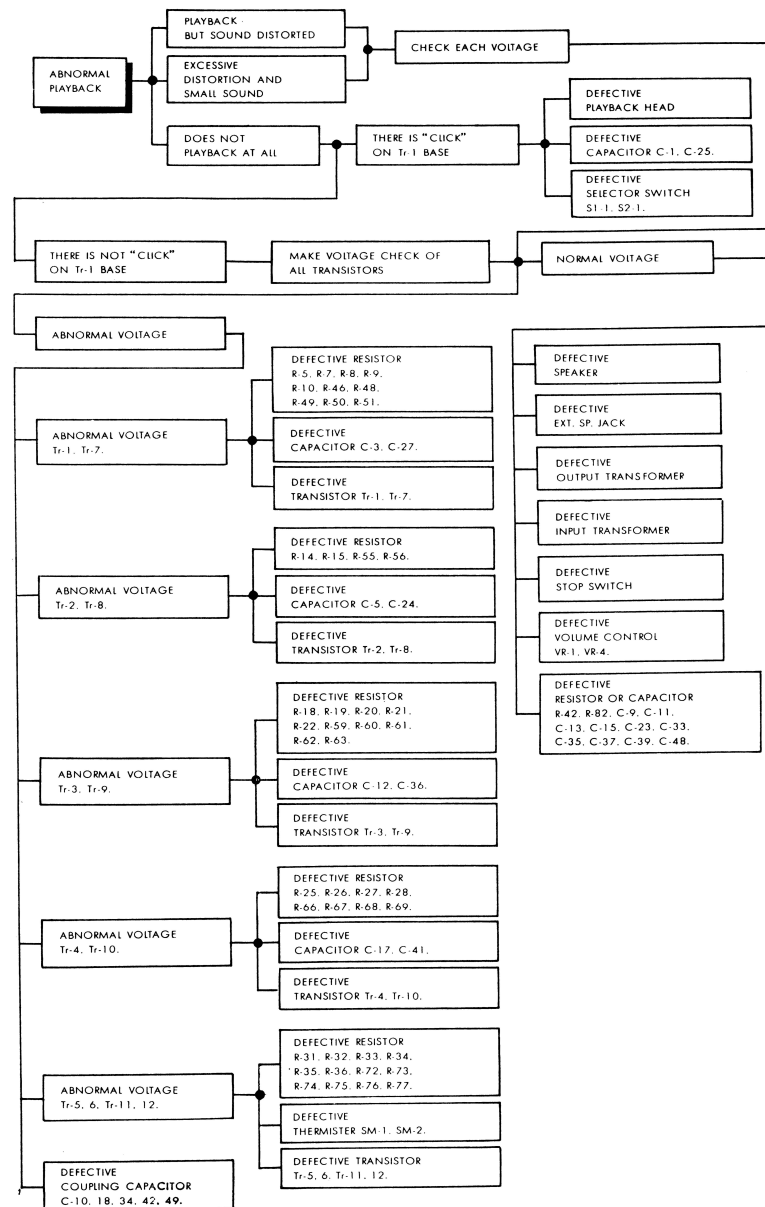 PLAYBACK
BUT SOUND DISTORTED
CHECK EACH VOLTAGE
ABNORMAL
PLAYBACK
EXCESSIVE
DISTORTION AND
SMALL SOUND
DEFECTIVE
PLAYBACK HEAD
DOES NOT
PLAYBACK AT ALL
THERE IS "CLICK"
ON Tr-1 BASE
DEFECTIVE
CAPACITOR C-1, C-25.
DEFECTIVE
SELECTOR SWITCH
S1-1, S2-1.
THERE IS NOT "CLICK"
ON Tr-1 BASE
MAKE VOLTAGE CHECK OF
ALL TRANSISTORS
NORMAL VOLTAGE
ABNORMAL VOLTAGE
ABNORMAL VOLTAGE
Tr-1, Tr-7.
DEFECTIVE RESISTOR
R-5, R-7, R-8, R-9,
R-10, R-46, R-48,
R-49, R-50, R-51.
DEFECTIVE
CAPACITOR C-3, C-27.
DEFECTIVE
TRANSISTOR Tr-1, Tr-7.
ABNORMAL VOLTAGE
Tr-2, Tr-8.
DEFECTIVE RESISTOR
R-14, R-15, R-55, R-56.
DEFECTIVE
CAPACITOR C-5, C-24.
DEFECTIVE
TRANSISTOR Tr-2, Tr-8.
ABNORMAL VOLTAGE
Tr-3, Tr-9.
DEFECTIVE RESISTOR
R-18, R-19, R-20, R-21,
R-22, R-59, R-60, R-61,
R-62, R-63.
DEFECTIVE
CAPACITOR C-12, C-36.
DEFECTIVE
TRANSISTOR Tr-3, Tr-9.
ABNORMAL VOLTAGE
Tr-4, Tr-10.
DEFECTIVE RESISTOR
R-25, R-26, R-27, R-28,
R-66, R-67, R-68, R-69.
DEFECTIVE
CAPACITOR C-17, C-41,
DEFECTIVE
TRANSISTOR Tr-4, Tr-10,
ABNORMAL VOLTAGE
Tr-5, 6, Tr-11, 12.
DEFECTIVE RESISTOR
R-31, R-32, R-33, R-34,
R-35, R-36, R-72, R-73,
R-74, R-75, R-76, R-77.
DEFECTIVE
THERMISTER SM-1, SM-2.
DEFECTIVE TRANSISTOR
Tr-5, 6, Tr-11, 12.
DEFECTIVE
COUPLING CAPACITOR
C-10, 18, 34, 42, 49.
DEFECTIVE
SPEAKER
DEFECTIVE
EXT. SP. JACK
DEFECTIVE
OUTPUT TRANSFORMER
DEFECTIVE
INPUT TRANSFORMER
DEFECTIVE
STOP SWITCH
DEFECTIVE
VOLUME CONTROL
VR-1, VR-4.
DEFECTIVE
RESISTOR OR CAPACITOR
R-42, R-82, C-9, C-11,
C-13, C-15, C-23, C-33,
C-35, C-37, C-39, C-48.